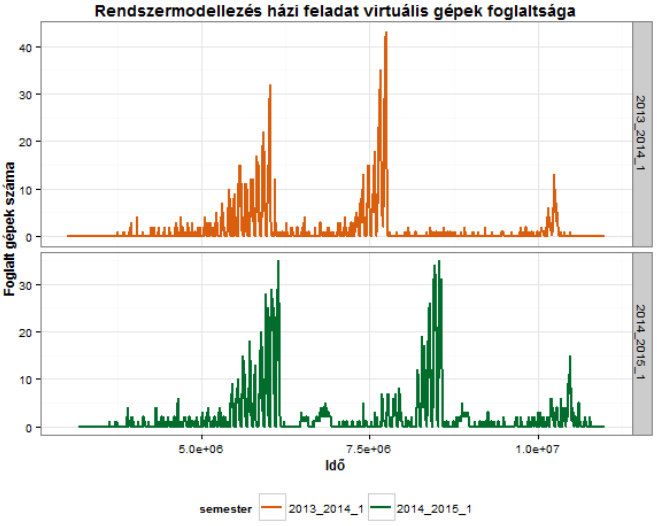 Rendszermodellezés házi feladat virtuális gépek foglaltsága
Foglalt gépek száma
40
30
20
10
0
2013_2014_1
30
20
10
0
2014_2015_1
5.0e+06
7.5e+06
1.0e+07
Idő
semester
2013_2014_1
2014_2015_1